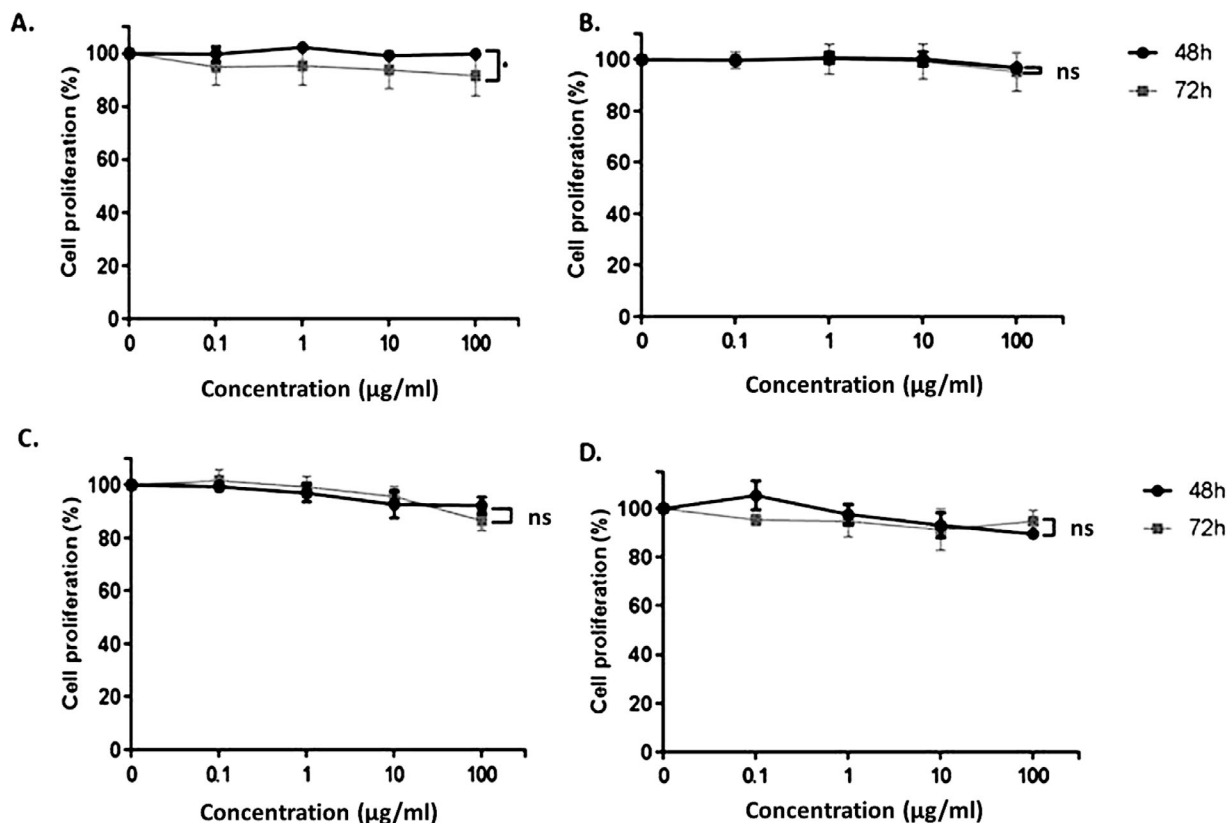 A.
Cell proliferation (%)
100
80
60
40
20
0
*
0 0.1 1 10 100
Concentration (µg/ml)
B.
Cell proliferation (%)
100
80
60
40
20
0
ns
0 0.1 1 10 100
Concentration (µg/ml)
48h
72h
C.
Cell proliferation (%)
100
80
60
40
20
0
ns
0 0.1 1 10 100
Concentration (µg/ml)
D.
Cell proliferation (%)
100
80
60
40
20
0
ns
0 0.1 1 10 100
Concentration (µg/ml)
48h
72h